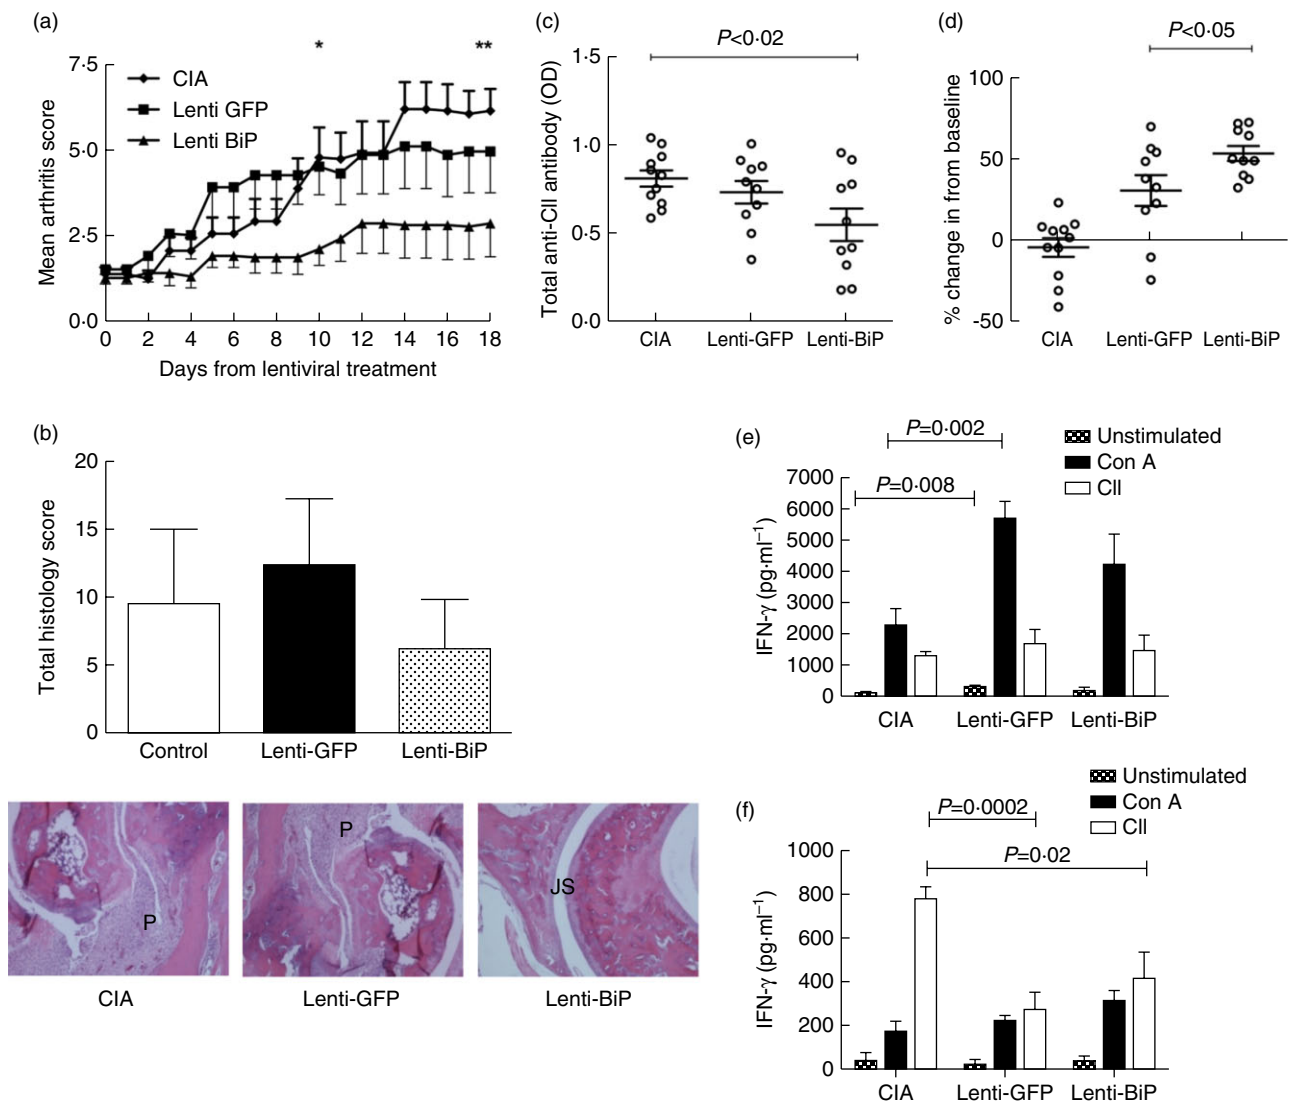 (a)
* **
7·5
5·0
2·5
0·0
Mean arthritis score
CIA
Lenti GFP
Lenti BiP
0 2 4 6 8 10 12 14 16 18
Days from lentiviral treatment
(c)
P<0·02
1·5
1·0
0·5
0·0
Total anti-CII antibody (OD)
CIA Lenti-GFP Lenti-BiP
(d)
P<0·05
100
50
0
-50
% change in from baseline
CIA Lenti-GFP Lenti-BiP
(b)
20
15
10
5
0
Total histology score
Control Lenti-GFP Lenti-BiP
P
P
JS
CIA Lenti-GFP Lenti-BiP
(e)
P=0·002
P=0·008
Unstimulated
Con A
CII
7000
6000
5000
4000
3000
2000
1000
0
IFN-γ (pg·ml⁻¹)
CIA Lenti-GFP Lenti-BiP
(f)
Unstimulated
Con A
CII
P=0·0002
P=0·02
1000
800
600
400
200
0
IFN-γ (pg·ml⁻¹)
CIA Lenti-GFP Lenti-BiP